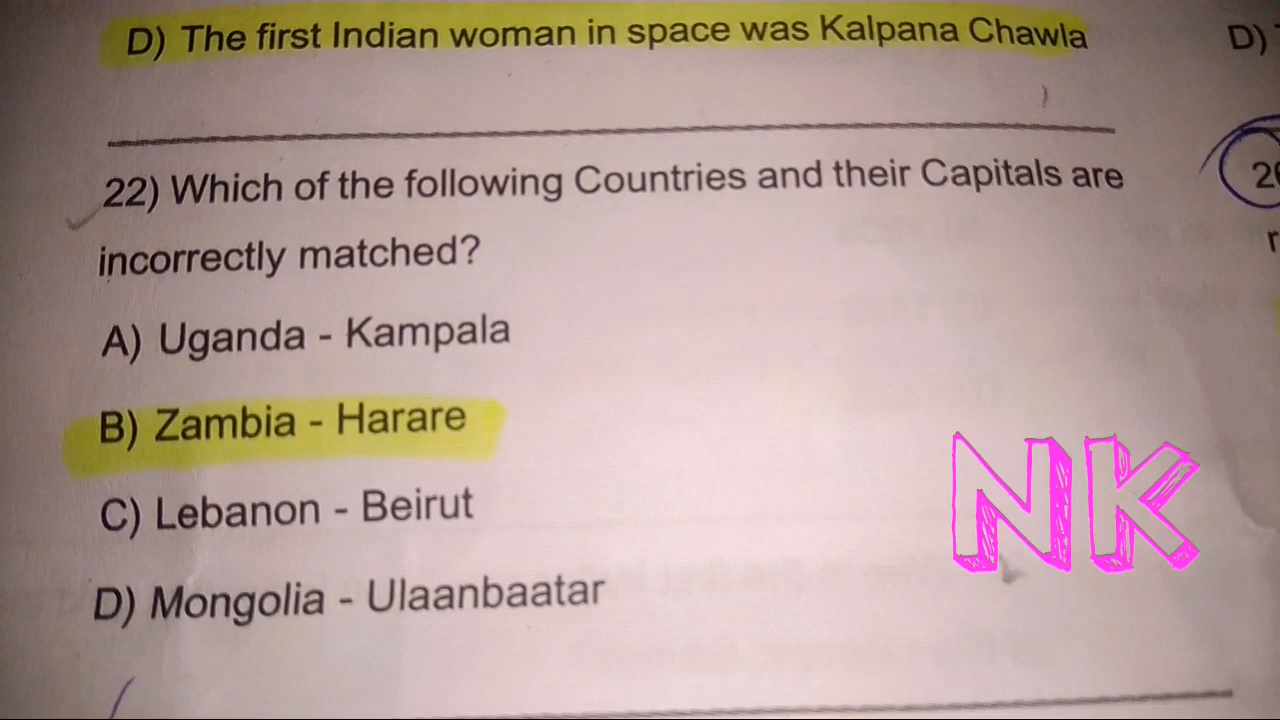 D) The first Indian woman in space was Kalpana Chawla
D)
22) Which of the following Countries and their Capitals are
incorrectly matched?
A) Uganda - Kampala
B) Zambia - Harare
C) Lebanon - Beirut
D) Mongolia - Ulaanbaatar
NK